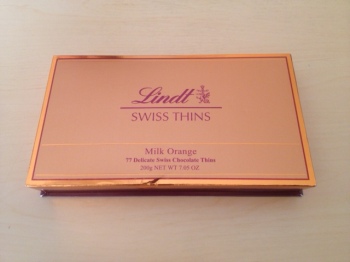 Lindt
SWISS THINS
Milk Orange
77 Delicate Swiss Chocolate Thins
200g NET WT 7.05 OZ